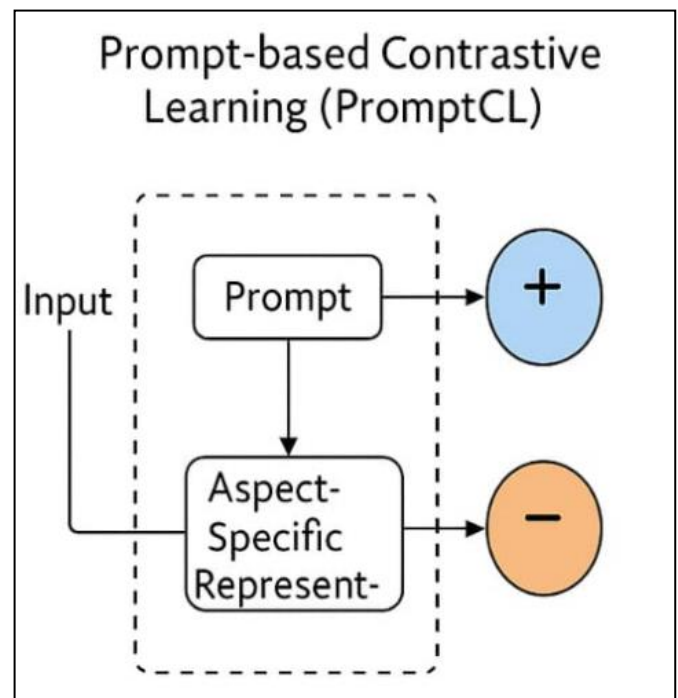 Prompt-based Contrastive
Learning (PromptCL)
Input
Prompt
+
Aspect-
Specific
Represent-
−